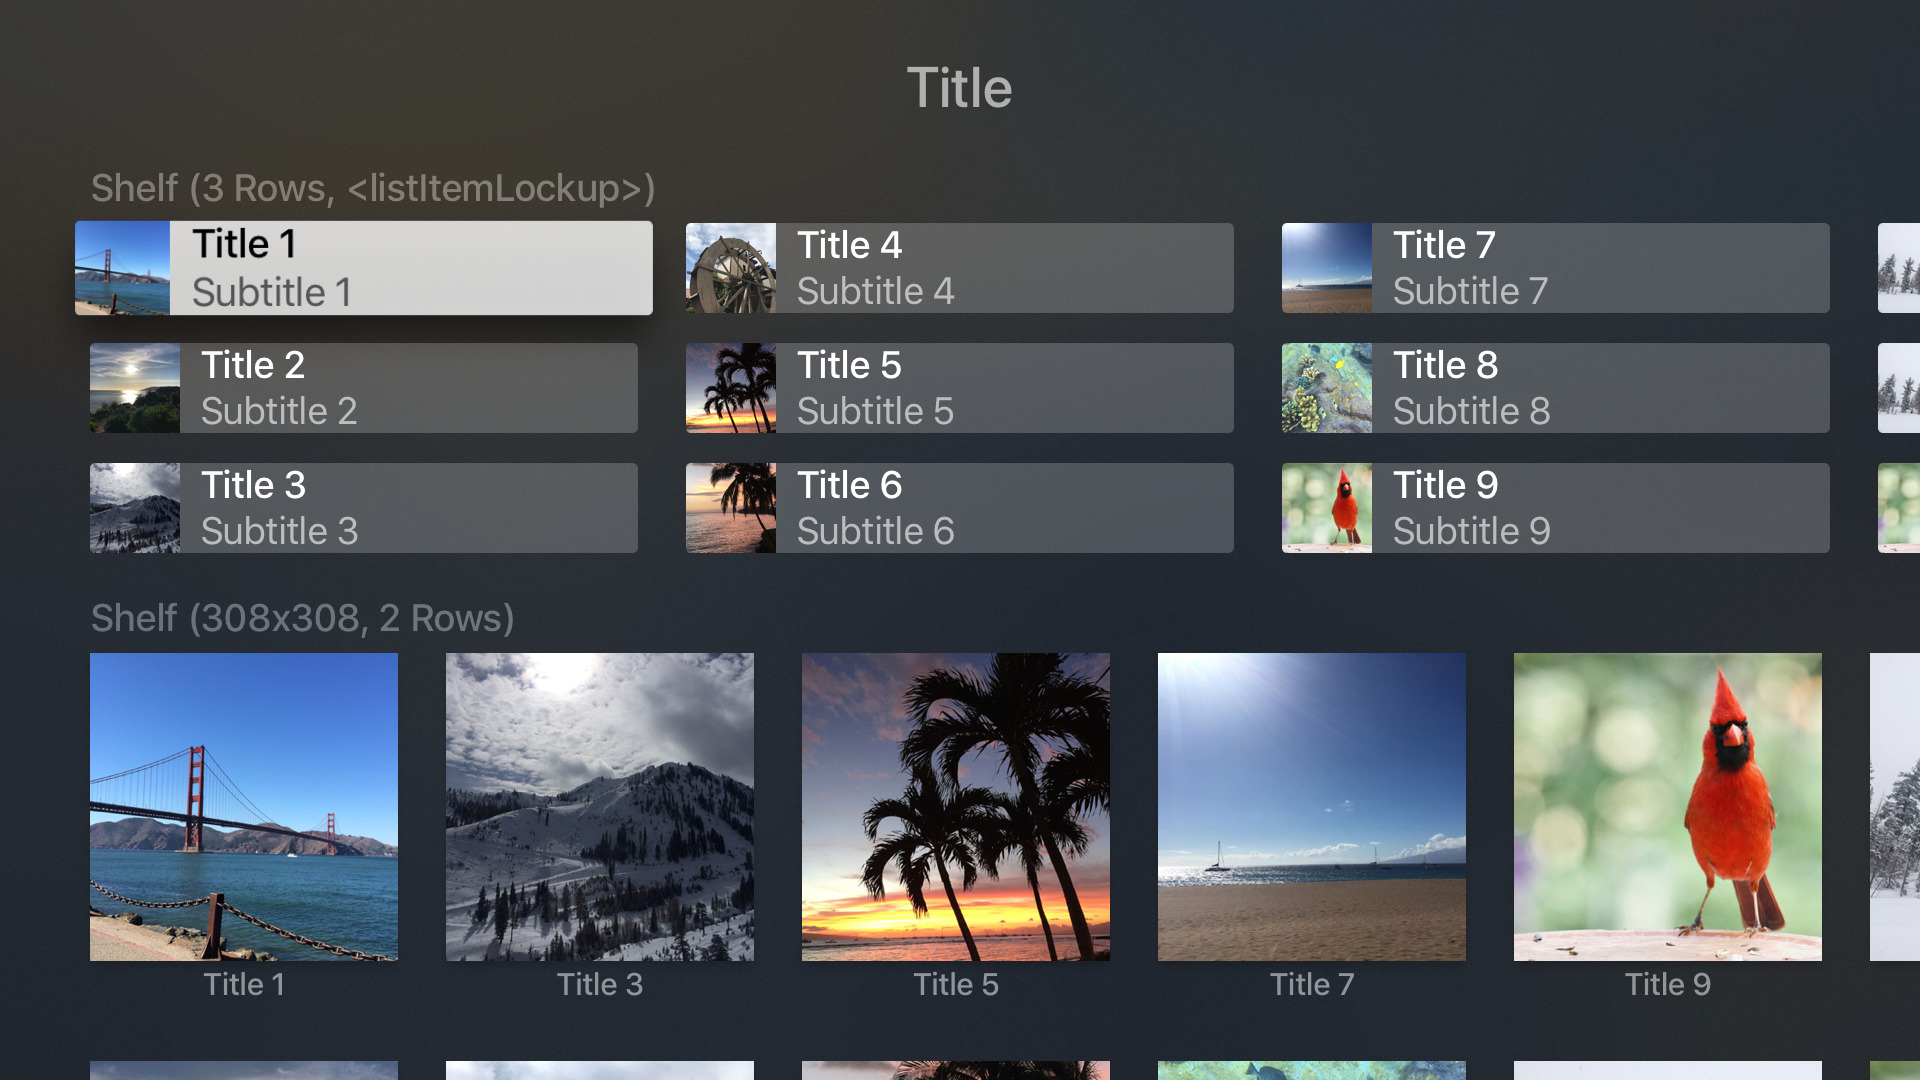 Title
Shelf (3 Rows, <listItemLockup>)
Title 1
Subtitle 1
Title 4
Subtitle 4
Title 7
Subtitle 7
Title 2
Subtitle 2
Title 5
Subtitle 5
Title 8
Subtitle 8
Title 3
Subtitle 3
Title 6
Subtitle 6
Title 9
Subtitle 9
Shelf (308x308, 2 Rows)
Title 1
Title 3
Title 5
Title 7
Title 9